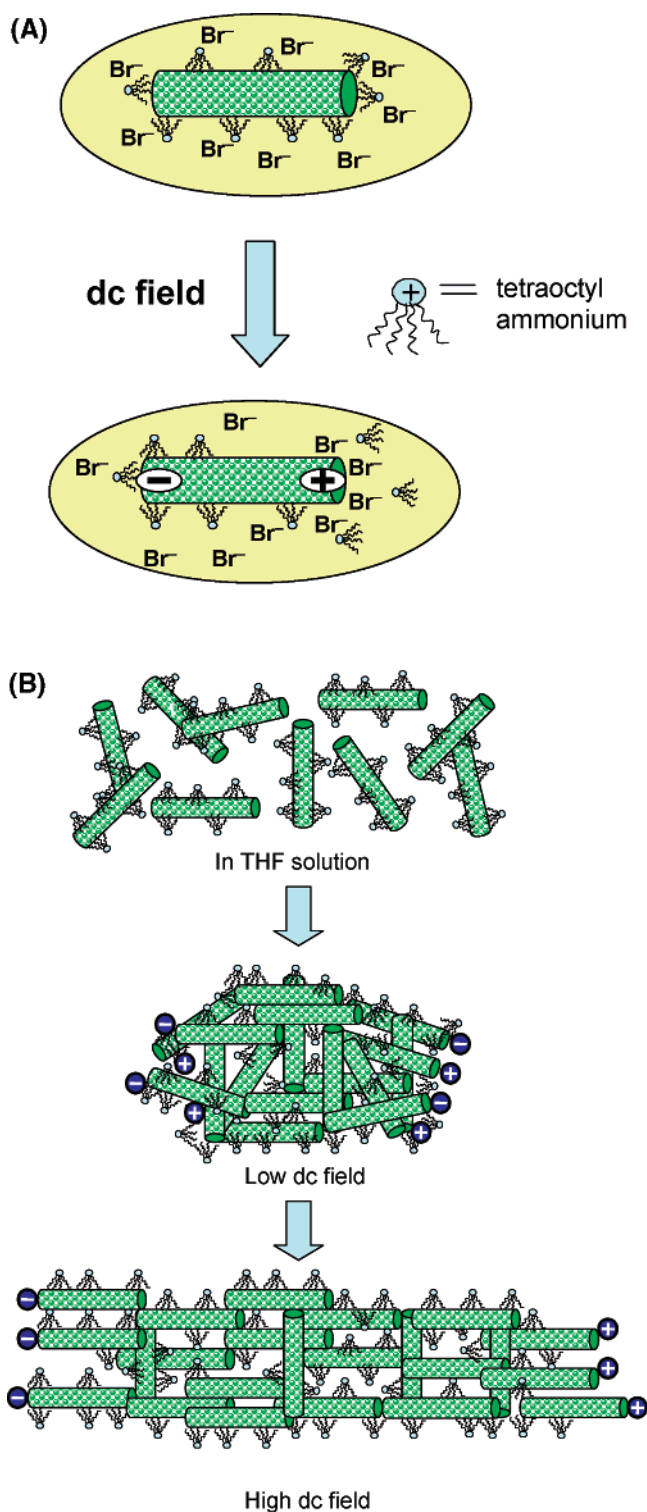 (A)
Br⁻ Br⁻
Br⁻ Br⁻
Br⁻
Br⁻ Br⁻ Br⁻ Br⁻
dc field
+ = tetraoctyl
ammonium
Br⁻
Br⁻
Br⁻ Br⁻
− +
Br⁻
Br⁻ Br⁻
Br⁻ Br⁻
(B)
In THF solution
−
− +
− +
+ −
+
Low dc field
−
− +
+
− +
High dc field